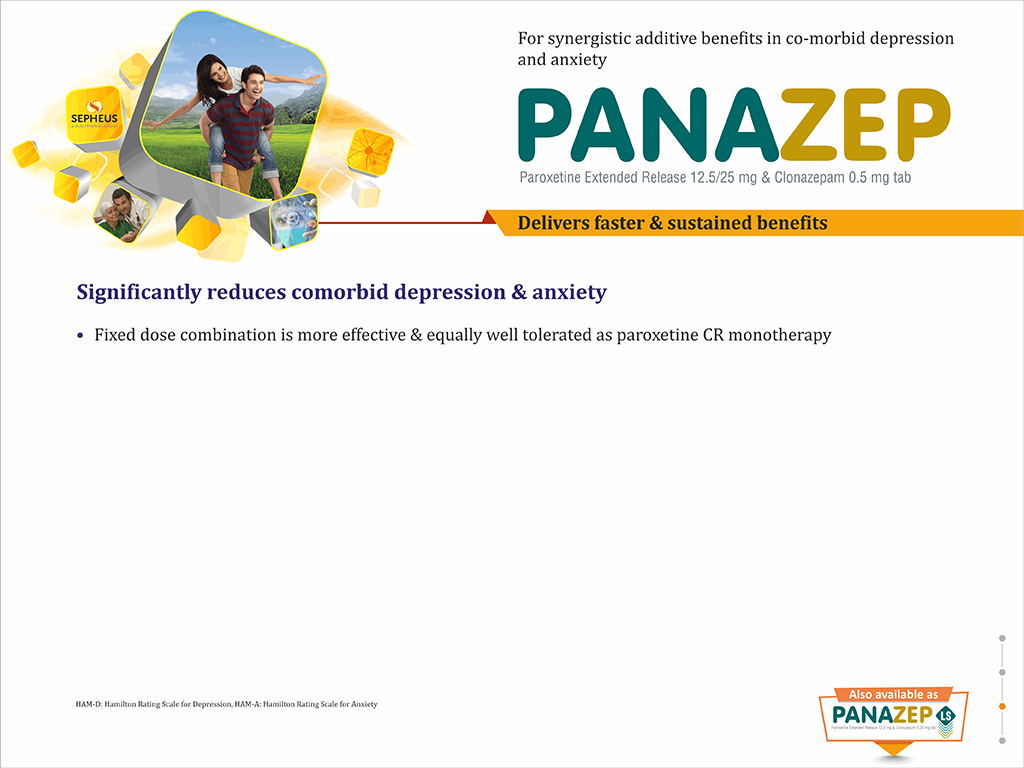 For synergistic additive benefits in co-morbid depression
and anxiety
SEPHEUS
PANAZEP
Paroxetine Extended Release 12.5/25 mg & Clonazepam 0.5 mg tab
Delivers faster & sustained benefits
Significantly reduces comorbid depression & anxiety
• Fixed dose combination is more effective & equally well tolerated as paroxetine CR monotherapy
HAM-D: Hamilton Rating Scale for Depression, HAM-A: Hamilton Rating Scale for Anxiety
Also available as
PANAZEP LS
Paroxetine Extended Release 12.5 mg & Clonazepam 0.25 mg tab